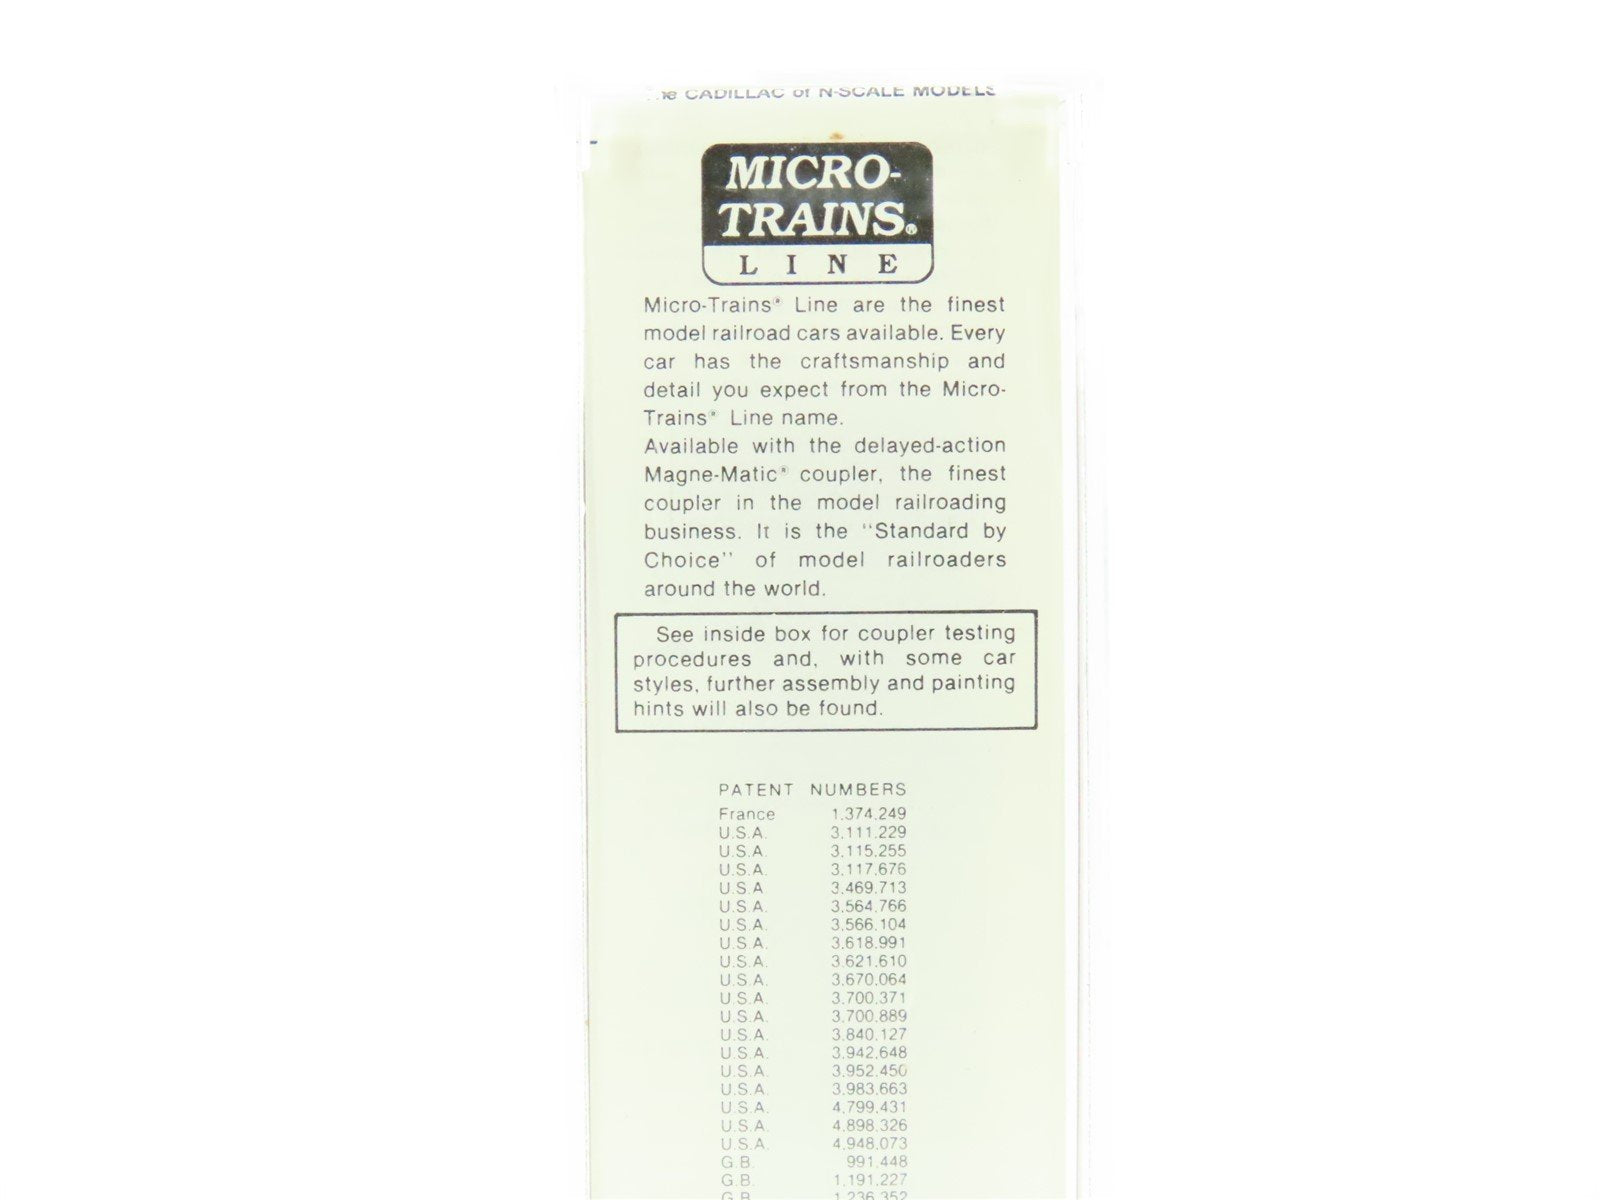 The CADILLAC of N-SCALE MODELS
MICRO-
TRAINS®
LINE
Micro-Trains® Line are the finest
model railroad cars available. Every
car has the craftsmanship and
detail you expect from the Micro-
Trains® Line name.
Available with the delayed-action
Magne-Matic® coupler, the finest
coupler in the model railroading
business. It is the "Standard by
Choice" of model railroaders
around the world.
See inside box for coupler testing
procedures and, with some car
styles, further assembly and painting
hints will also be found.
PATENT NUMBERS
France 1,374,249
U.S.A. 3,111,229
U.S.A. 3,115,255
U.S.A. 3,117,676
U.S.A 3,469,713
U.S.A. 3,564,766
U.S.A. 3,566,104
U.S.A. 3,618,991
U.S.A. 3,621,610
U.S.A. 3,670,064
U.S.A. 3,700,371
U.S.A. 3,700,889
U.S.A. 3,840,127
U.S.A. 3,942,648
U.S.A. 3,952,450
U.S.A. 3,983,663
U.S.A. 4,799,431
U.S.A. 4,898,326
U.S.A. 4,948,073
G.B. 991,448
G.B. 1,191,227
G.B. 1,236,352